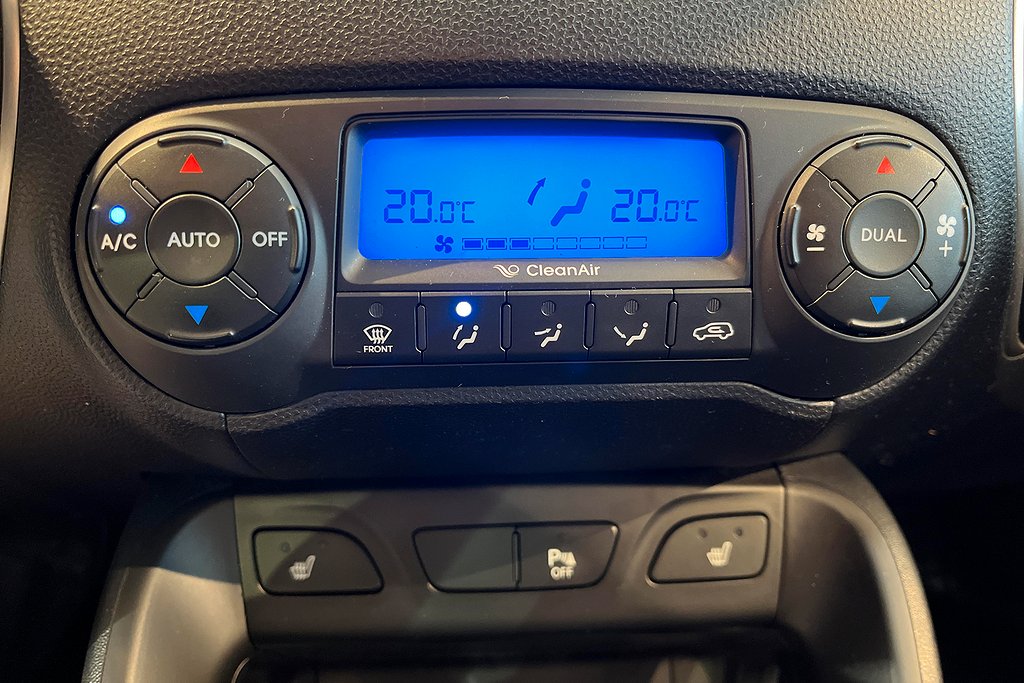 20.0°C 20.0°C
A/C AUTO OFF
DUAL
CleanAir
FRONT
P
OFF